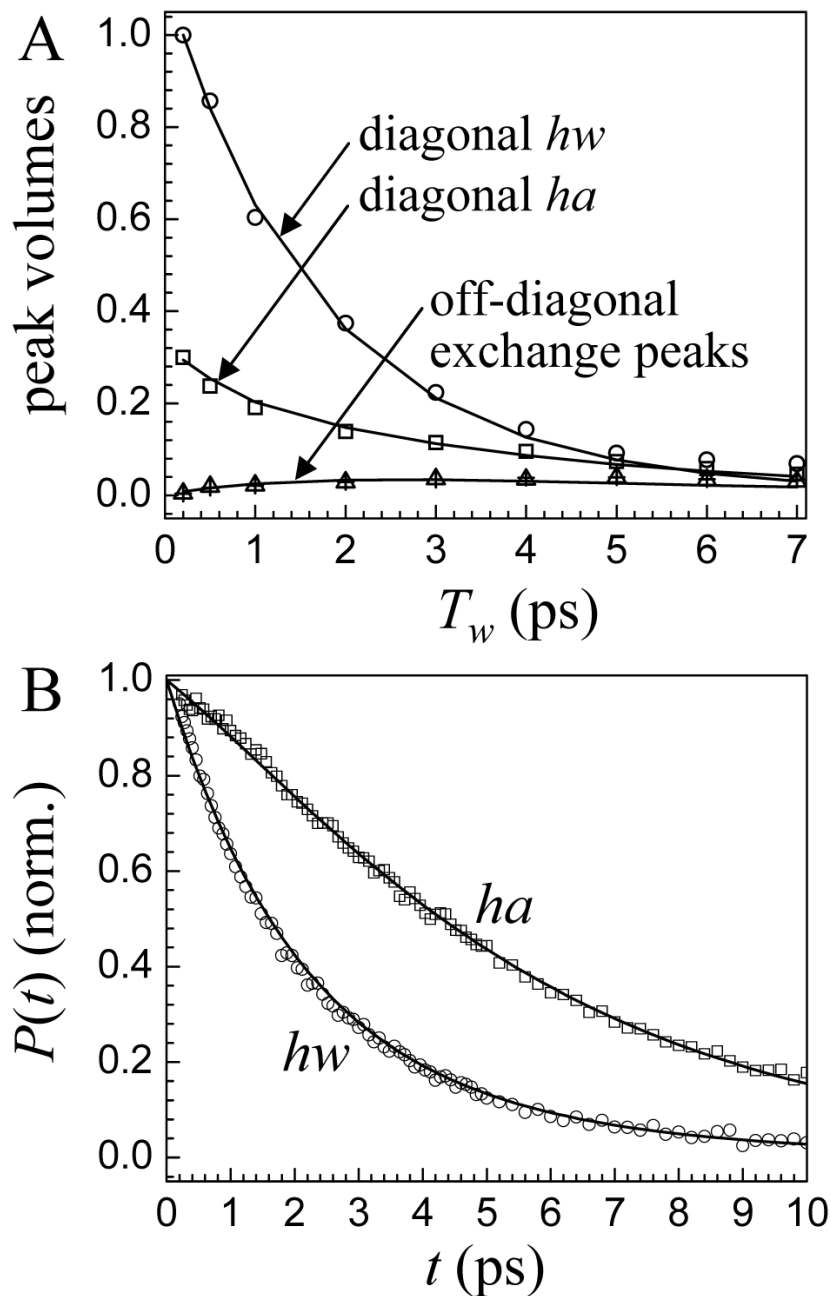 A
1.0
0.8
0.6
0.4
0.2
0.0
peak volumes
diagonal hw
diagonal ha
off-diagonal
exchange peaks
0 1 2 3 4 5 6 7
T_w (ps)
B
1.0
0.8
0.6
0.4
0.2
0.0
P(t) (norm.)
ha
hw
0 1 2 3 4 5 6 7 8 9 10
t (ps)